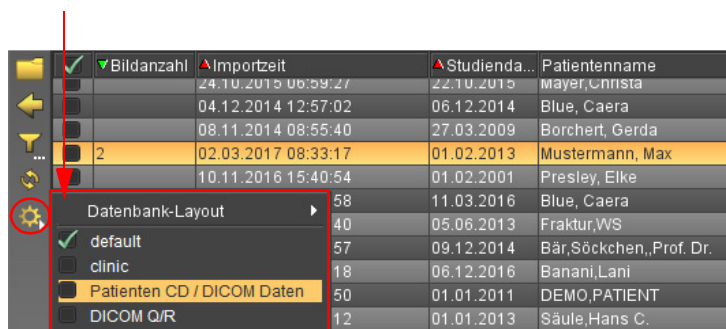 Bildanzahl Importzeit Studienda... Patientenname
24.10.2015 06:59:27 22.10.2015 Mayer,Christa
04.12.2014 12:57:02 06.12.2014 Blue, Caera
08.11.2014 08:55:40 27.03.2009 Borchert, Gerda
2 02.03.2017 08:33:17 01.02.2013 Mustermann, Max
10.11.2016 15:40:54 01.02.2001 Presley, Elke
Datenbank-Layout 58 11.03.2016 Blue, Caera
40 05.06.2013 Fraktur,WS
default 57 09.12.2014 Bär,Söckchen,,Prof. Dr.
clinic 18 06.12.2016 Banani,Lani
Patienten CD / DICOM Daten 50 01.01.2011 DEMO,PATIENT
DICOM Q/R 12 01.01.2013 Säule,Hans C.